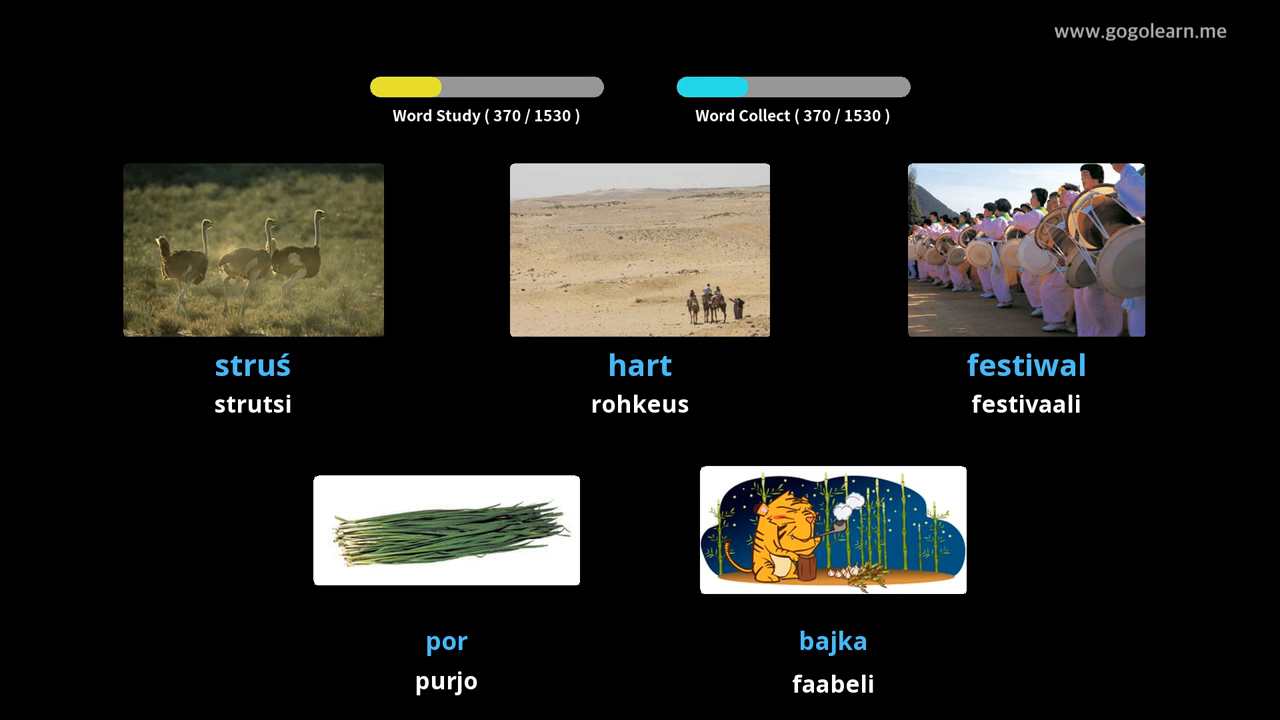 www.gogolearn.me
Word Study ( 370 / 1530 )
Word Collect ( 370 / 1530 )
struś
strutsi
hart
rohkeus
festiwal
festivaali
por
purjo
bajka
faabeli